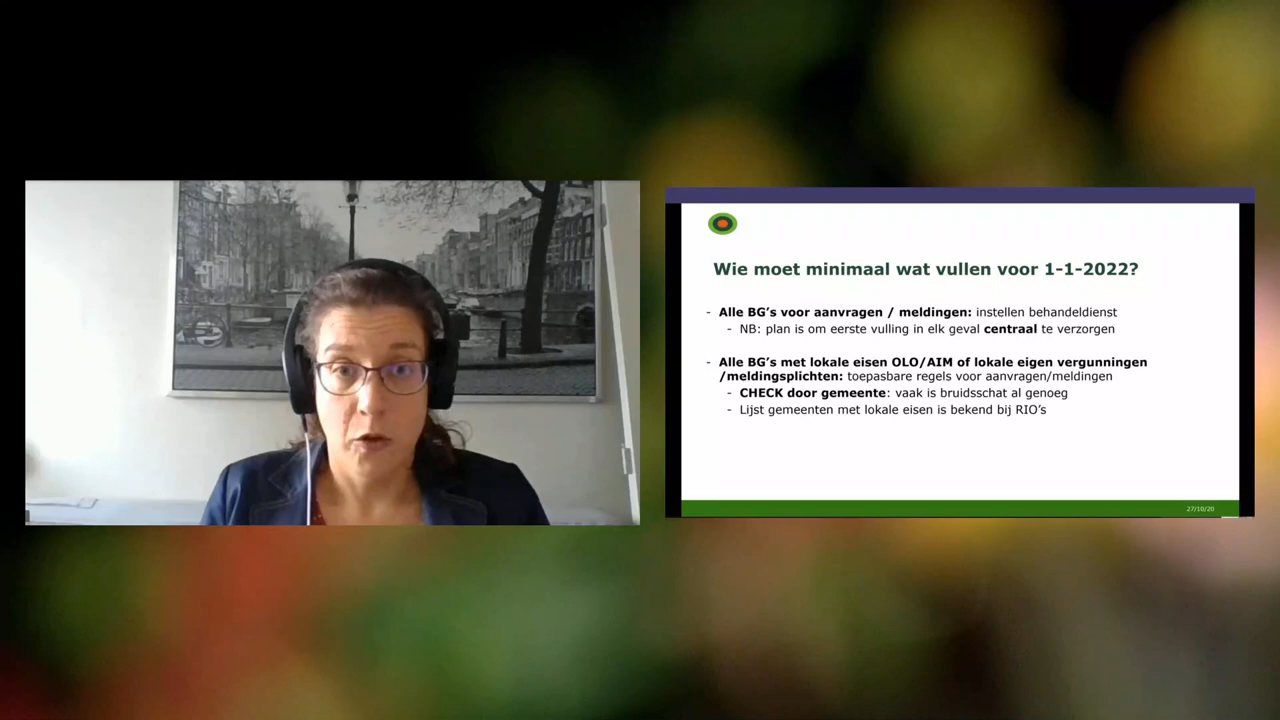 Wie moet minimaal wat vullen voor 1-1-2022?
- Alle BG's voor aanvragen / meldingen: instellen behandeldienst
- NB: plan is om eerste vulling in elk geval centraal te verzorgen
- Alle BG's met lokale eisen OLO/AIM of lokale eigen vergunningen
/meldingsplichten: toepasbare regels voor aanvragen/meldingen
- CHECK door gemeente: vaak is bruidsschat al genoeg
- Lijst gemeenten met lokale eisen is bekend bij RIO's
27/10/20